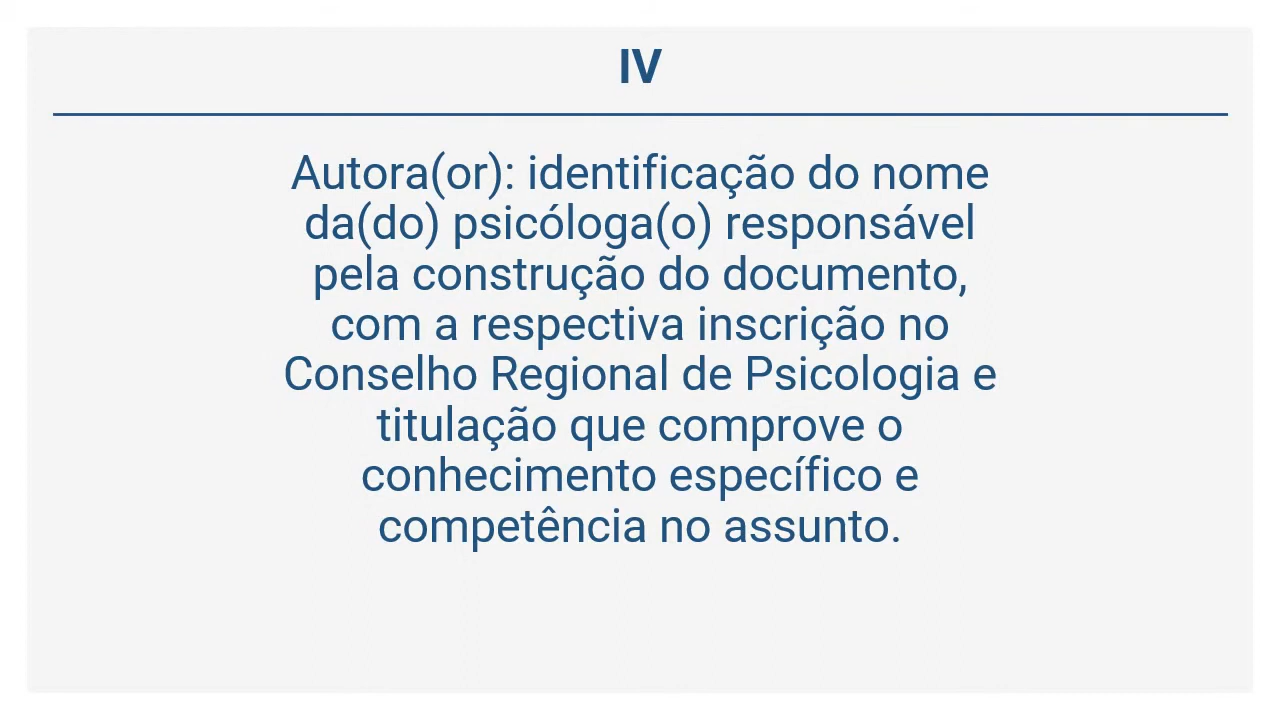 IV
Autora(or): identificação do nome
da(do) psicóloga(o) responsável
pela construção do documento,
com a respectiva inscrição no
Conselho Regional de Psicologia e
titulação que comprove o
conhecimento específico e
competência no assunto.